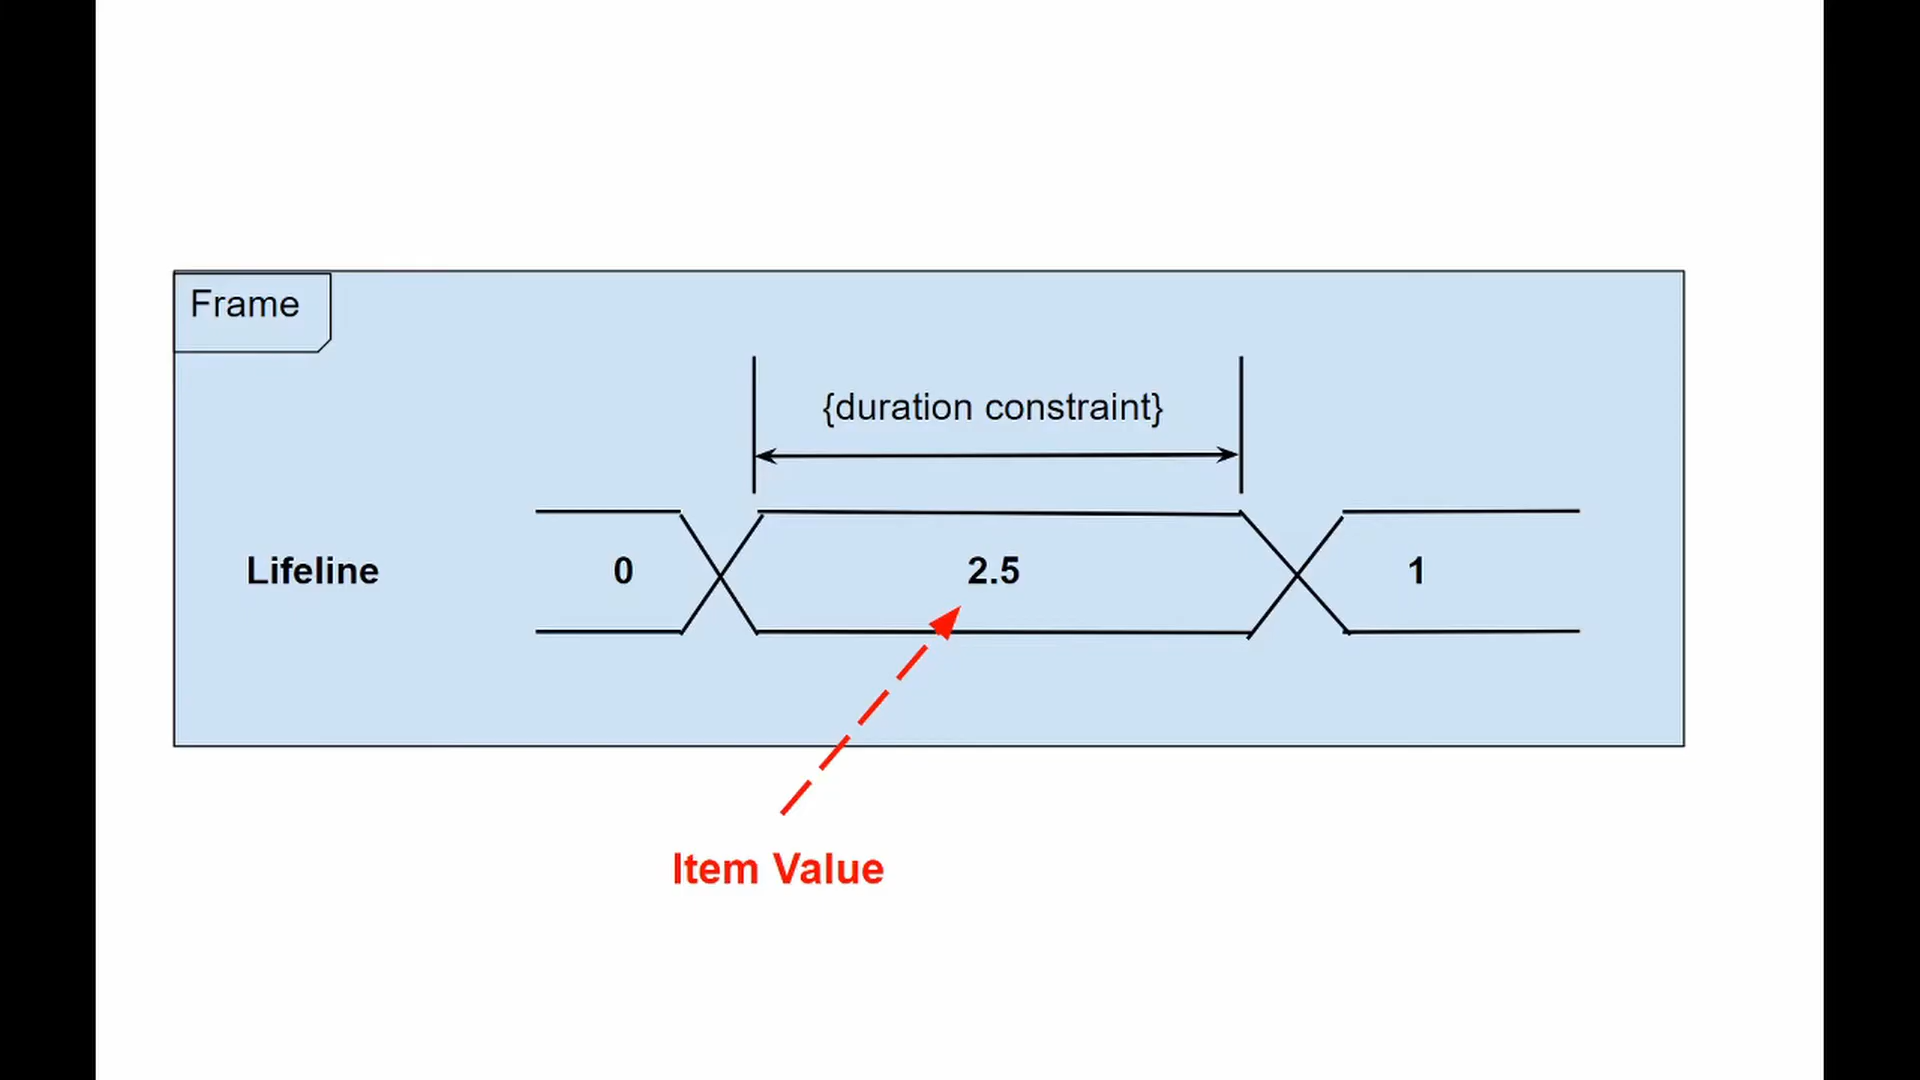 Frame
{duration constraint}
Lifeline 0 2.5 1
Item Value